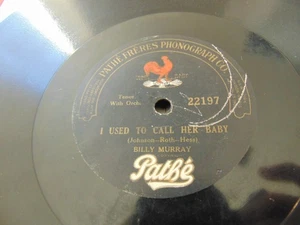 PATHÉ FRÈRES PHONOGRAPH CO
Tenor
With Orch.
22197
I USED TO CALL HER BABY
(Johnson-Roth-Hess)
BILLY MURRAY
Pathé